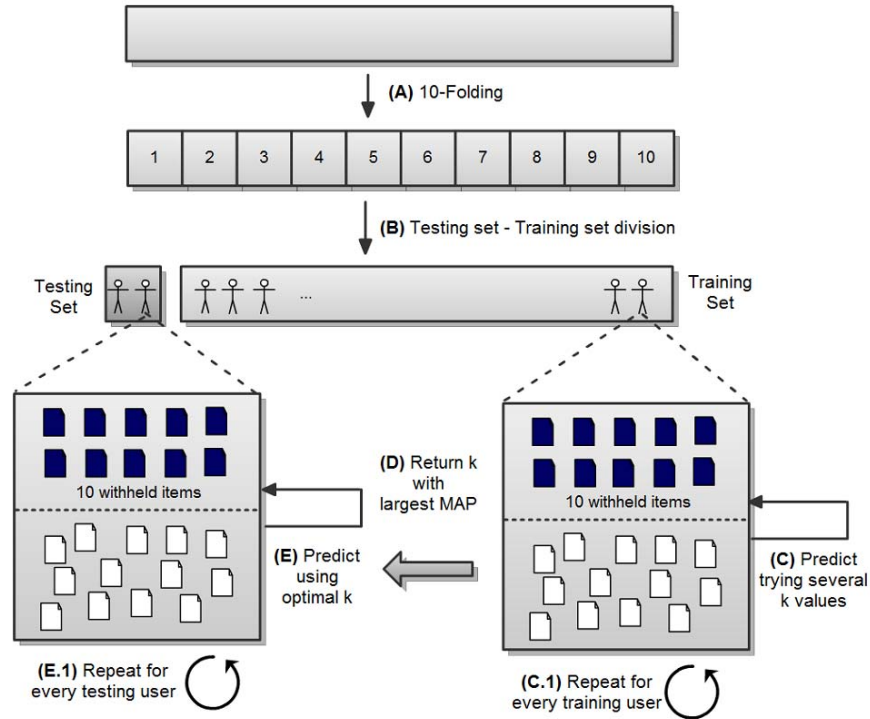 (A) 10-Folding
1 2 3 4 5 6 7 8 9 10
(B) Testing set - Training set division
Testing
Set
...
Training
Set
10 withheld items
(D) Return k
with
largest MAP
10 withheld items
(E) Predict
using
optimal k
(C) Predict
trying several
k values
(E.1) Repeat for
every testing user
(C.1) Repeat for
every training user